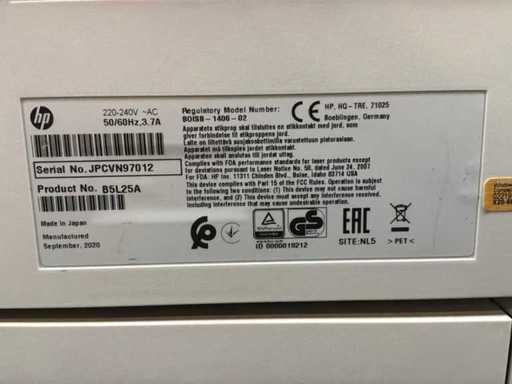 hp
220-240V ~AC
50/60Hz, 3.7A
Serial No. JPCVN97012
Product No. B5L25A
Made in Japan
Manufactured
September, 2020
Regulatory Model Number:
BOISB-1406-02
CE
HP, HQ-TRE, 71025
Boeblingen, Germany
Apparatets stikprop skal tilsluttes en stikkontakt med jord, som
giver forbindelse til stikproppens jord.
Laite on liitettävä suojakoskettimilla varustettuun pistorasiaan
Apparatet må tilkoples jordet stikkontakt
Apparaten skall anslutas till jordat uttag
Complies with FDA performance standards for laser products except
for deviations pursuant to Laser Notice No. 50, dated June 24, 2007
For FDA: HP Inc. 11311 Chinden Blvd., Boise, Idaho 83714 USA
This device complies with Part 15 of the FCC Rules. Operation is subject to
the following two conditions: (1) This device may not cause harmful
interference, and (2) this device must accept any interference
received, including interference that may cause undesired operation.
TÜVRheinland
ID 0000019212
SITE:NL5
> PET <